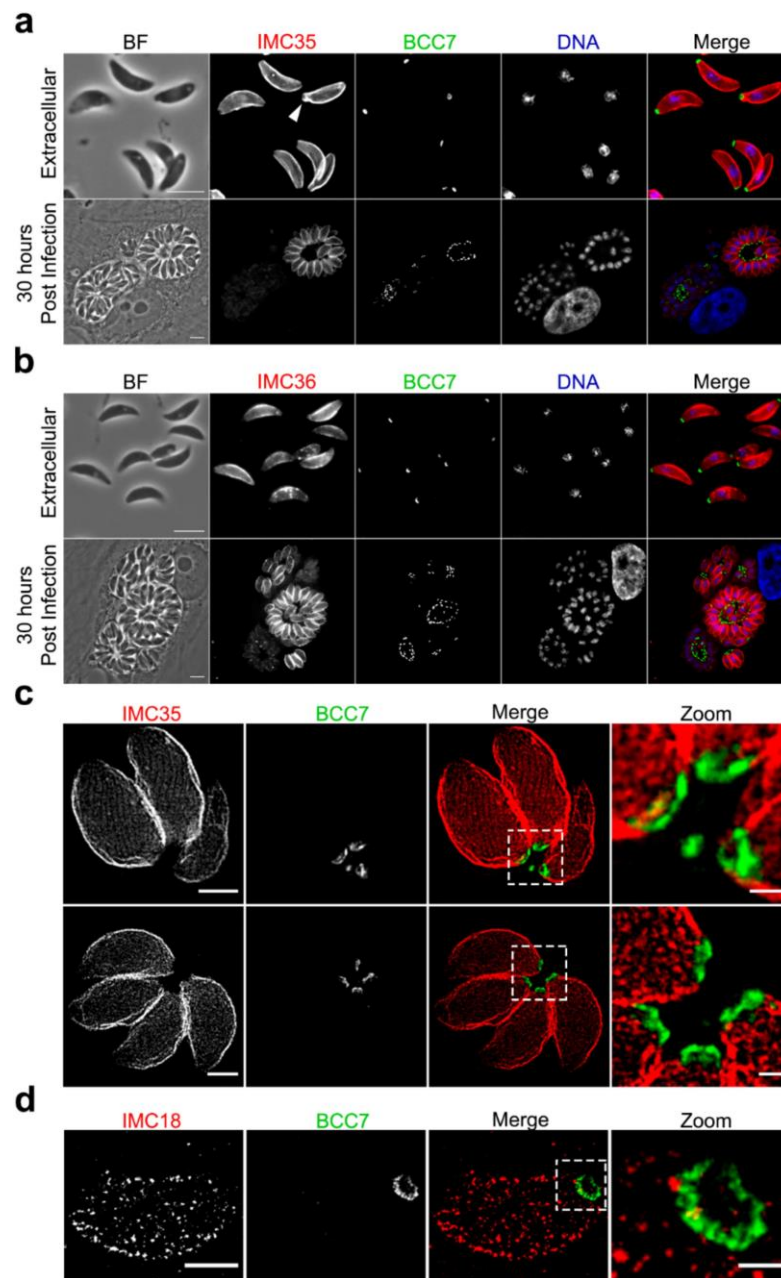 a
BF IMC35 BCC7 DNA Merge
Extracellular
30 hours
Post Infection
b
BF IMC36 BCC7 DNA Merge
Extracellular
30 hours
Post Infection
c
IMC35 BCC7 Merge Zoom
d
IMC18 BCC7 Merge Zoom